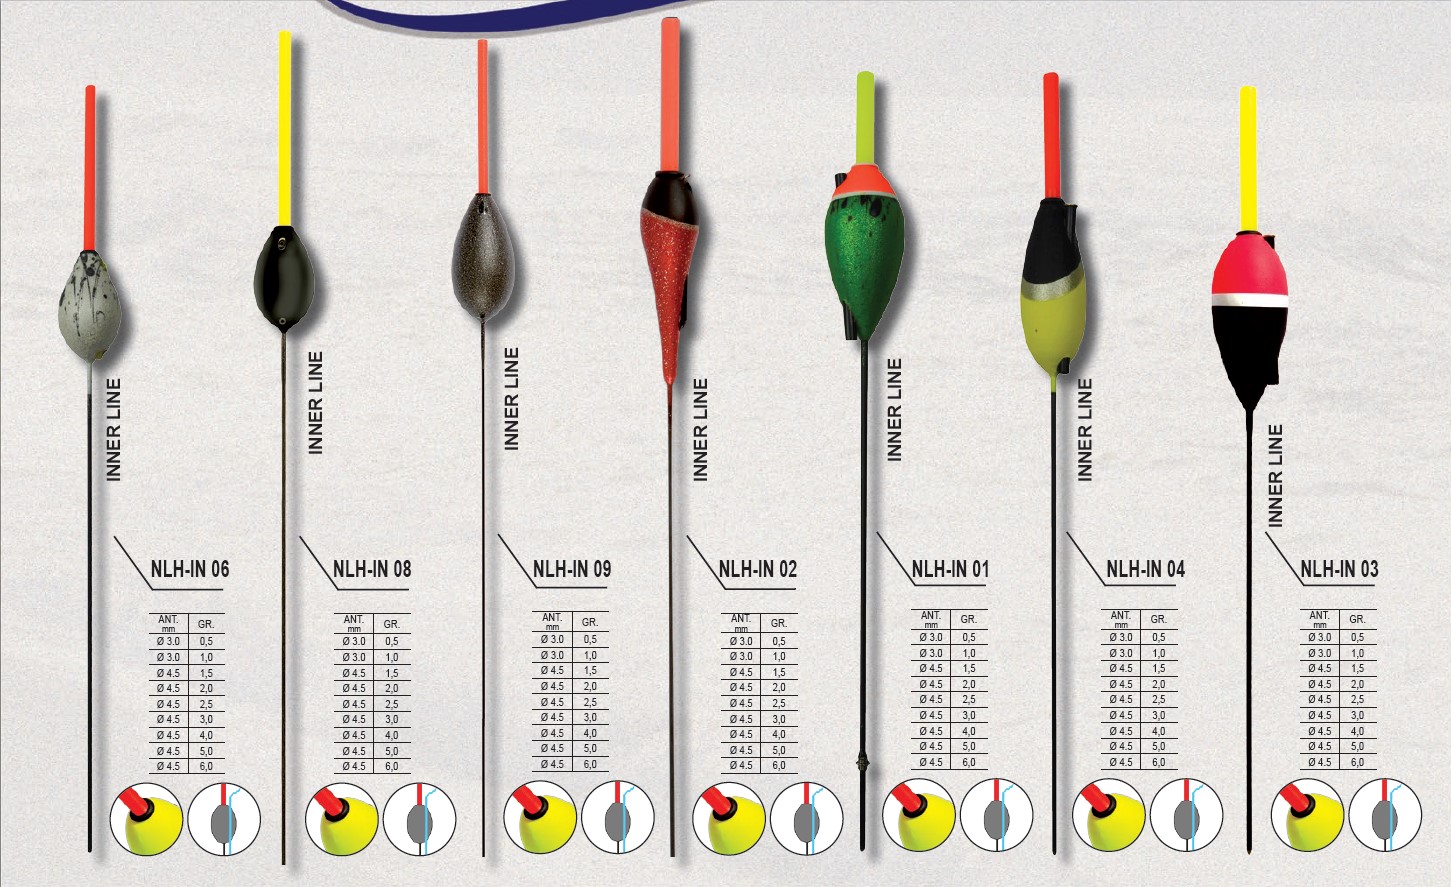 INNER LINE
NLH-IN 06
ANT. mm GR.
Ø 3.0 0,5
Ø 3.0 1,0
Ø 4.5 1,5
Ø 4.5 2,0
Ø 4.5 2,5
Ø 4.5 3,0
Ø 4.5 4,0
Ø 4.5 5,0
Ø 4.5 6,0
INNER LINE
NLH-IN 08
ANT. mm GR.
Ø 3.0 0,5
Ø 3.0 1,0
Ø 4.5 1,5
Ø 4.5 2,0
Ø 4.5 2,5
Ø 4.5 3,0
Ø 4.5 4,0
Ø 4.5 5,0
Ø 4.5 6,0
INNER LINE
NLH-IN 09
ANT. mm GR.
Ø 3.0 0,5
Ø 3.0 1,0
Ø 4.5 1,5
Ø 4.5 2,0
Ø 4.5 2,5
Ø 4.5 3,0
Ø 4.5 4,0
Ø 4.5 5,0
Ø 4.5 6,0
INNER LINE
NLH-IN 02
ANT. mm GR.
Ø 3.0 0,5
Ø 3.0 1,0
Ø 4.5 1,5
Ø 4.5 2,0
Ø 4.5 2,5
Ø 4.5 3,0
Ø 4.5 4,0
Ø 4.5 5,0
Ø 4.5 6,0
INNER LINE
NLH-IN 01
ANT. mm GR.
Ø 3.0 0,5
Ø 3.0 1,0
Ø 4.5 1,5
Ø 4.5 2,0
Ø 4.5 2,5
Ø 4.5 3,0
Ø 4.5 4,0
Ø 4.5 5,0
Ø 4.5 6,0
INNER LINE
NLH-IN 04
ANT. mm GR.
Ø 3.0 0,5
Ø 3.0 1,0
Ø 4.5 1,5
Ø 4.5 2,0
Ø 4.5 2,5
Ø 4.5 3,0
Ø 4.5 4,0
Ø 4.5 5,0
Ø 4.5 6,0
INNER LINE
NLH-IN 03
ANT. mm GR.
Ø 3.0 0,5
Ø 3.0 1,0
Ø 4.5 1,5
Ø 4.5 2,0
Ø 4.5 2,5
Ø 4.5 3,0
Ø 4.5 4,0
Ø 4.5 5,0
Ø 4.5 6,0